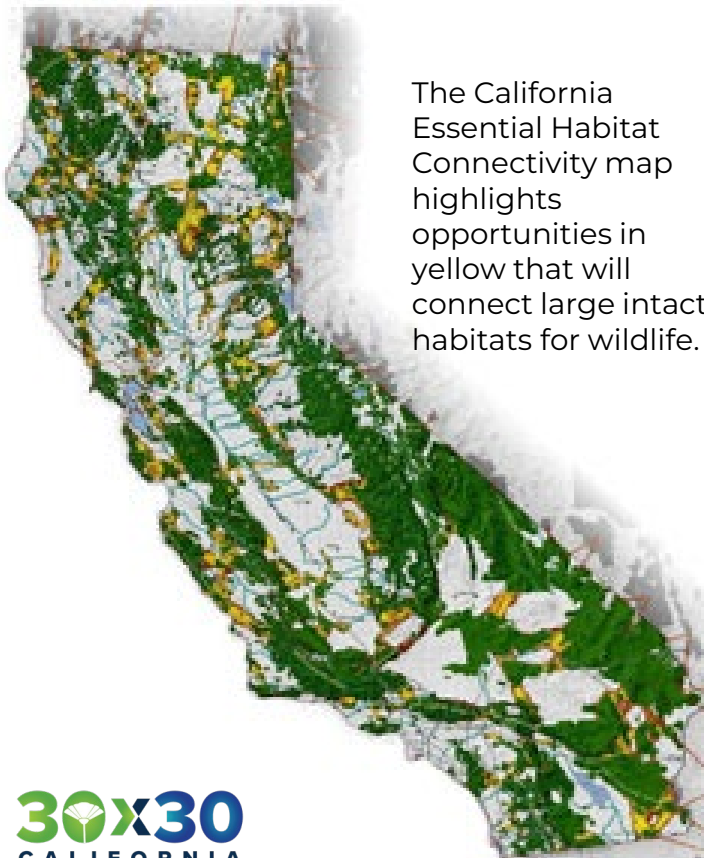 The California
Essential Habitat
Connectivity map
highlights
opportunities in
yellow that will
connect large intact
habitats for wildlife.
30X30
CALIFORNIA